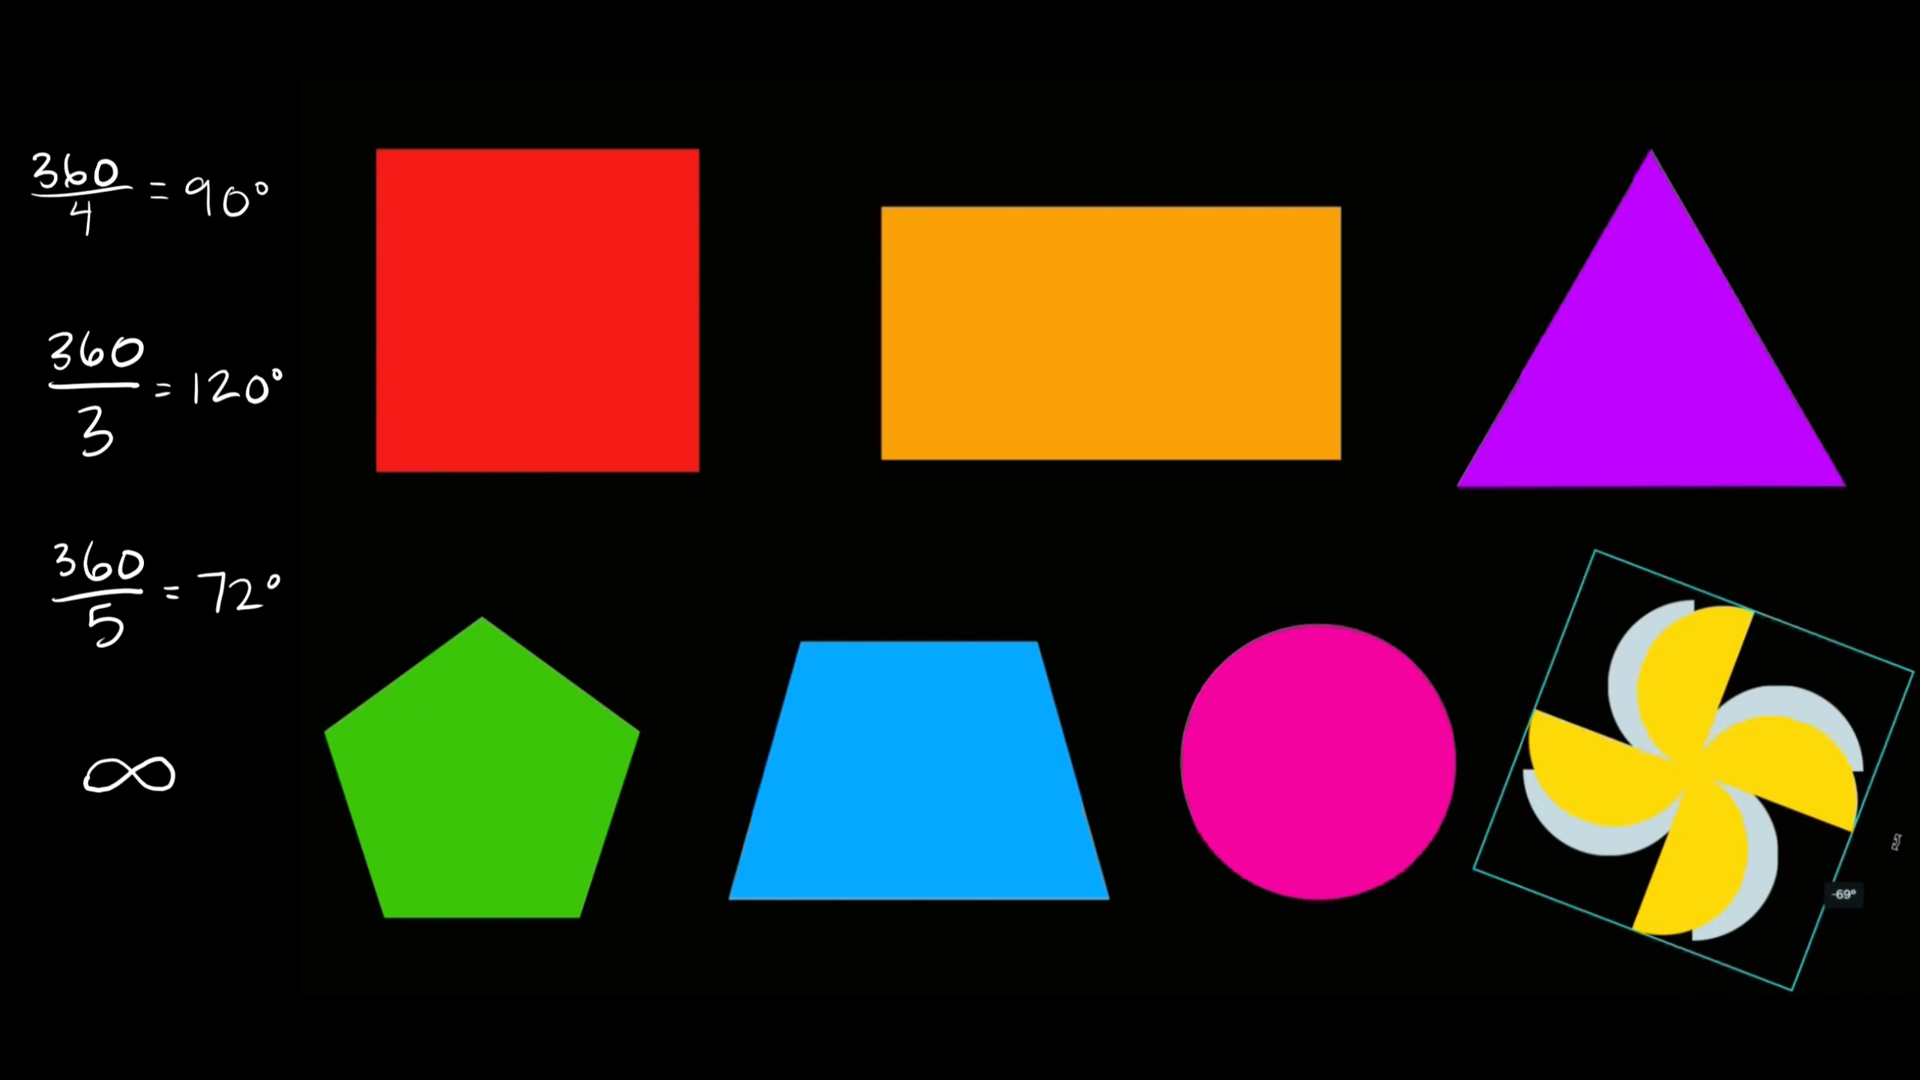 360/4 = 90°
360/3 = 120°
360/5 = 72°
∞
-69°